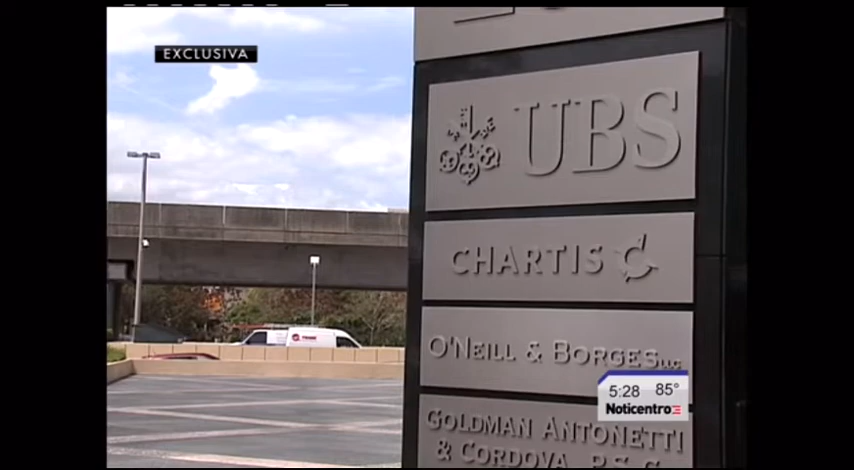 EXCLUSIVA
UBS
CHARTIS
O'NEILL & BORGES LLC
5:28 85°
Noticentro
GOLDMAN ANTONETTI
& CORDOVA P.S.C.